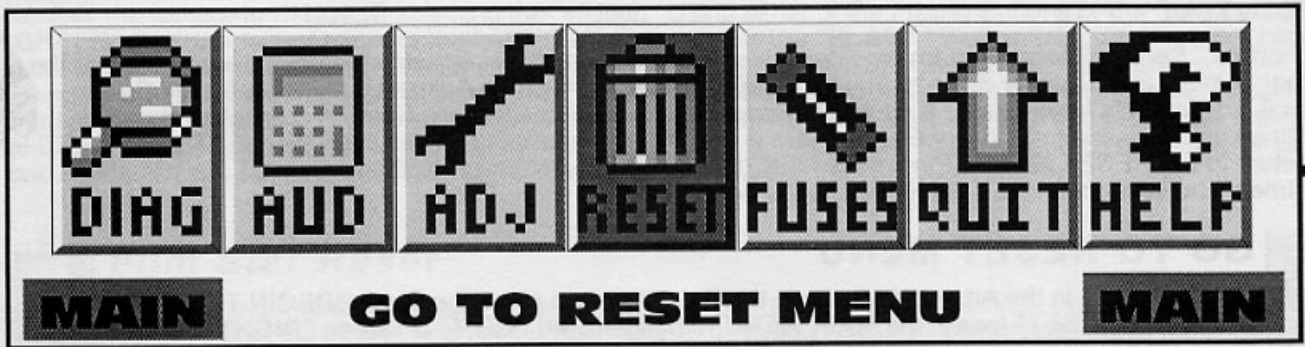 DIAG AUD ADJ RESET FUSES QUIT HELP
MAIN GO TO RESET MENU MAIN